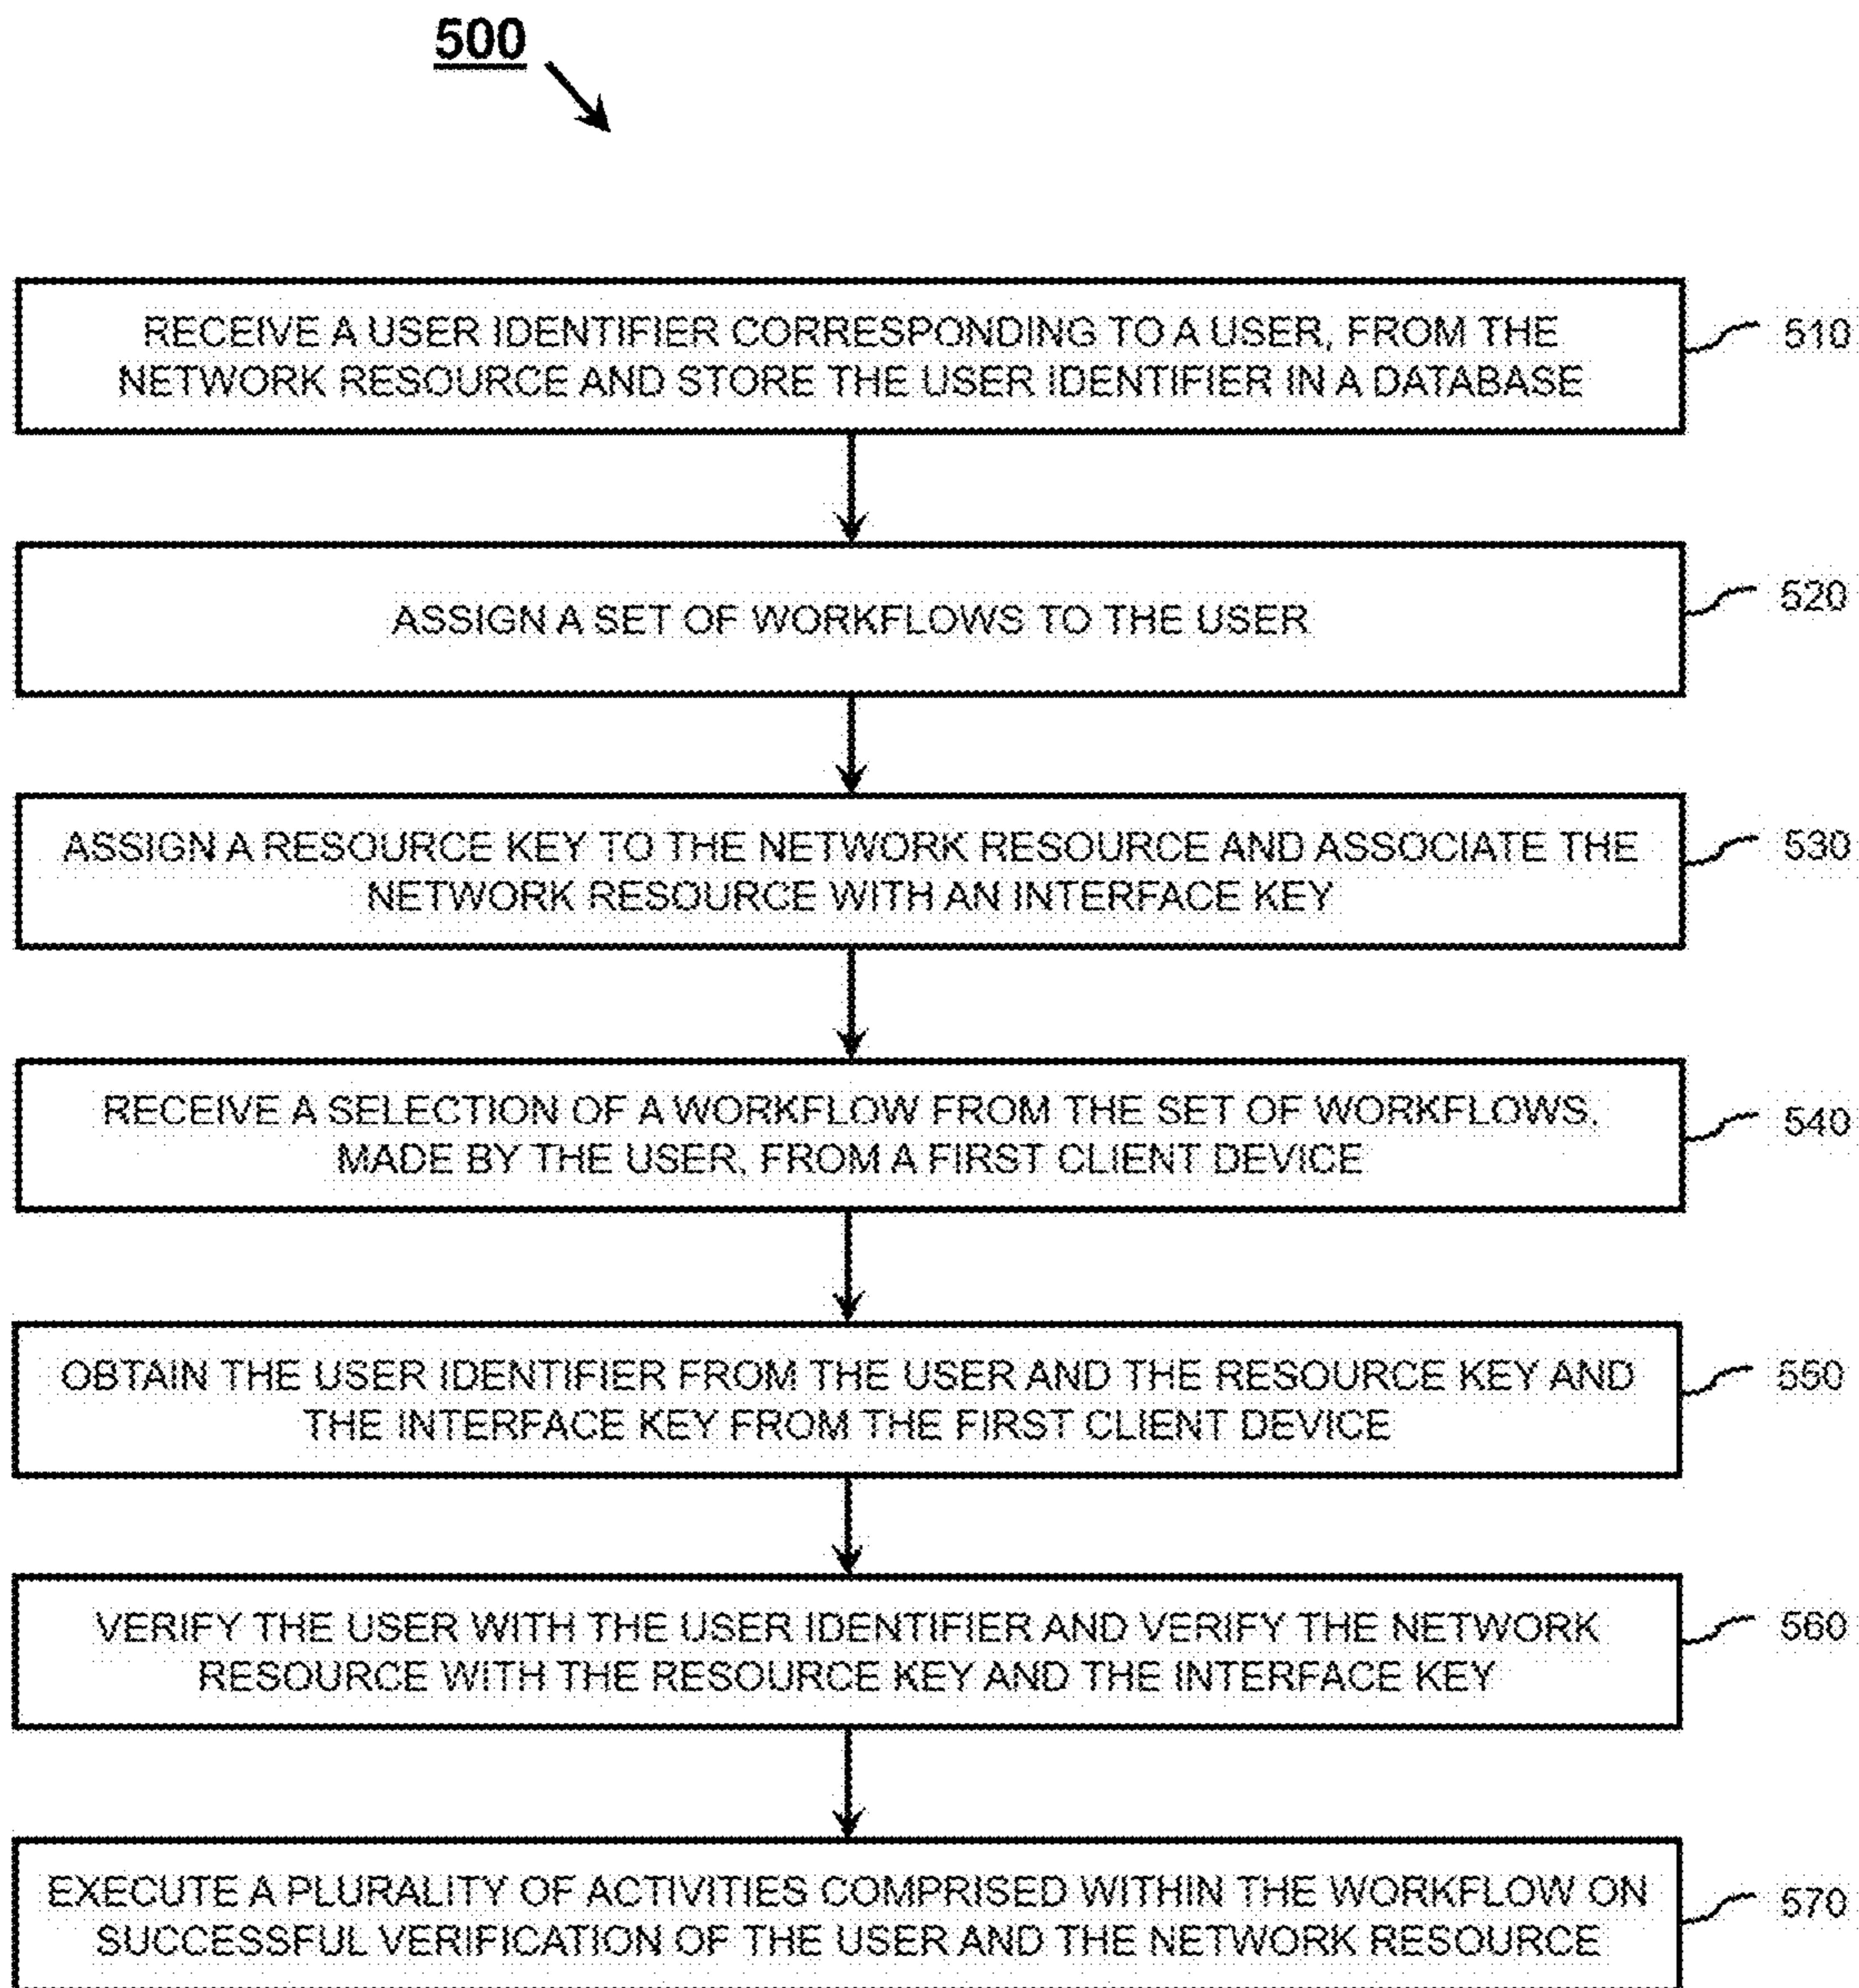 500
RECEIVE A USER IDENTIFIER CORRESPONDING TO A USER, FROM THE
NETWORK RESOURCE AND STORE THE USER IDENTIFIER IN A DATABASE
510
ASSIGN A SET OF WORKFLOWS TO THE USER
520
ASSIGN A RESOURCE KEY TO THE NETWORK RESOURCE AND ASSOCIATE THE
NETWORK RESOURCE WITH AN INTERFACE KEY
530
RECEIVE A SELECTION OF A WORKFLOW FROM THE SET OF WORKFLOWS,
MADE BY THE USER, FROM A FIRST CLIENT DEVICE
540
OBTAIN THE USER IDENTIFIER FROM THE USER AND THE RESOURCE KEY AND
THE INTERFACE KEY FROM THE FIRST CLIENT DEVICE
550
VERIFY THE USER WITH THE USER IDENTIFIER AND VERIFY THE NETWORK
RESOURCE WITH THE RESOURCE KEY AND THE INTERFACE KEY
560
EXECUTE A PLURALITY OF ACTIVITIES COMPRISED WITHIN THE WORKFLOW ON
SUCCESSFUL VERIFICATION OF THE USER AND THE NETWORK RESOURCE
570